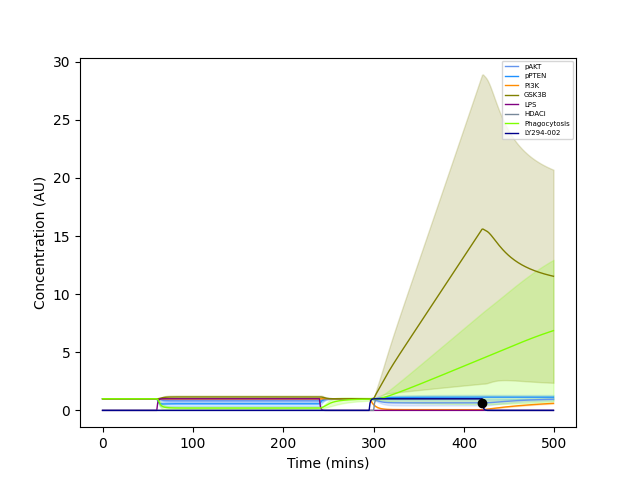 30
25
20
15
10
5
0
Concentration (AU)
0 100 200 300 400 500
Time (mins)
pAKT
pPTEN
PI3K
GSK3B
LPS
HDACi
Phagocytosis
LY294-002